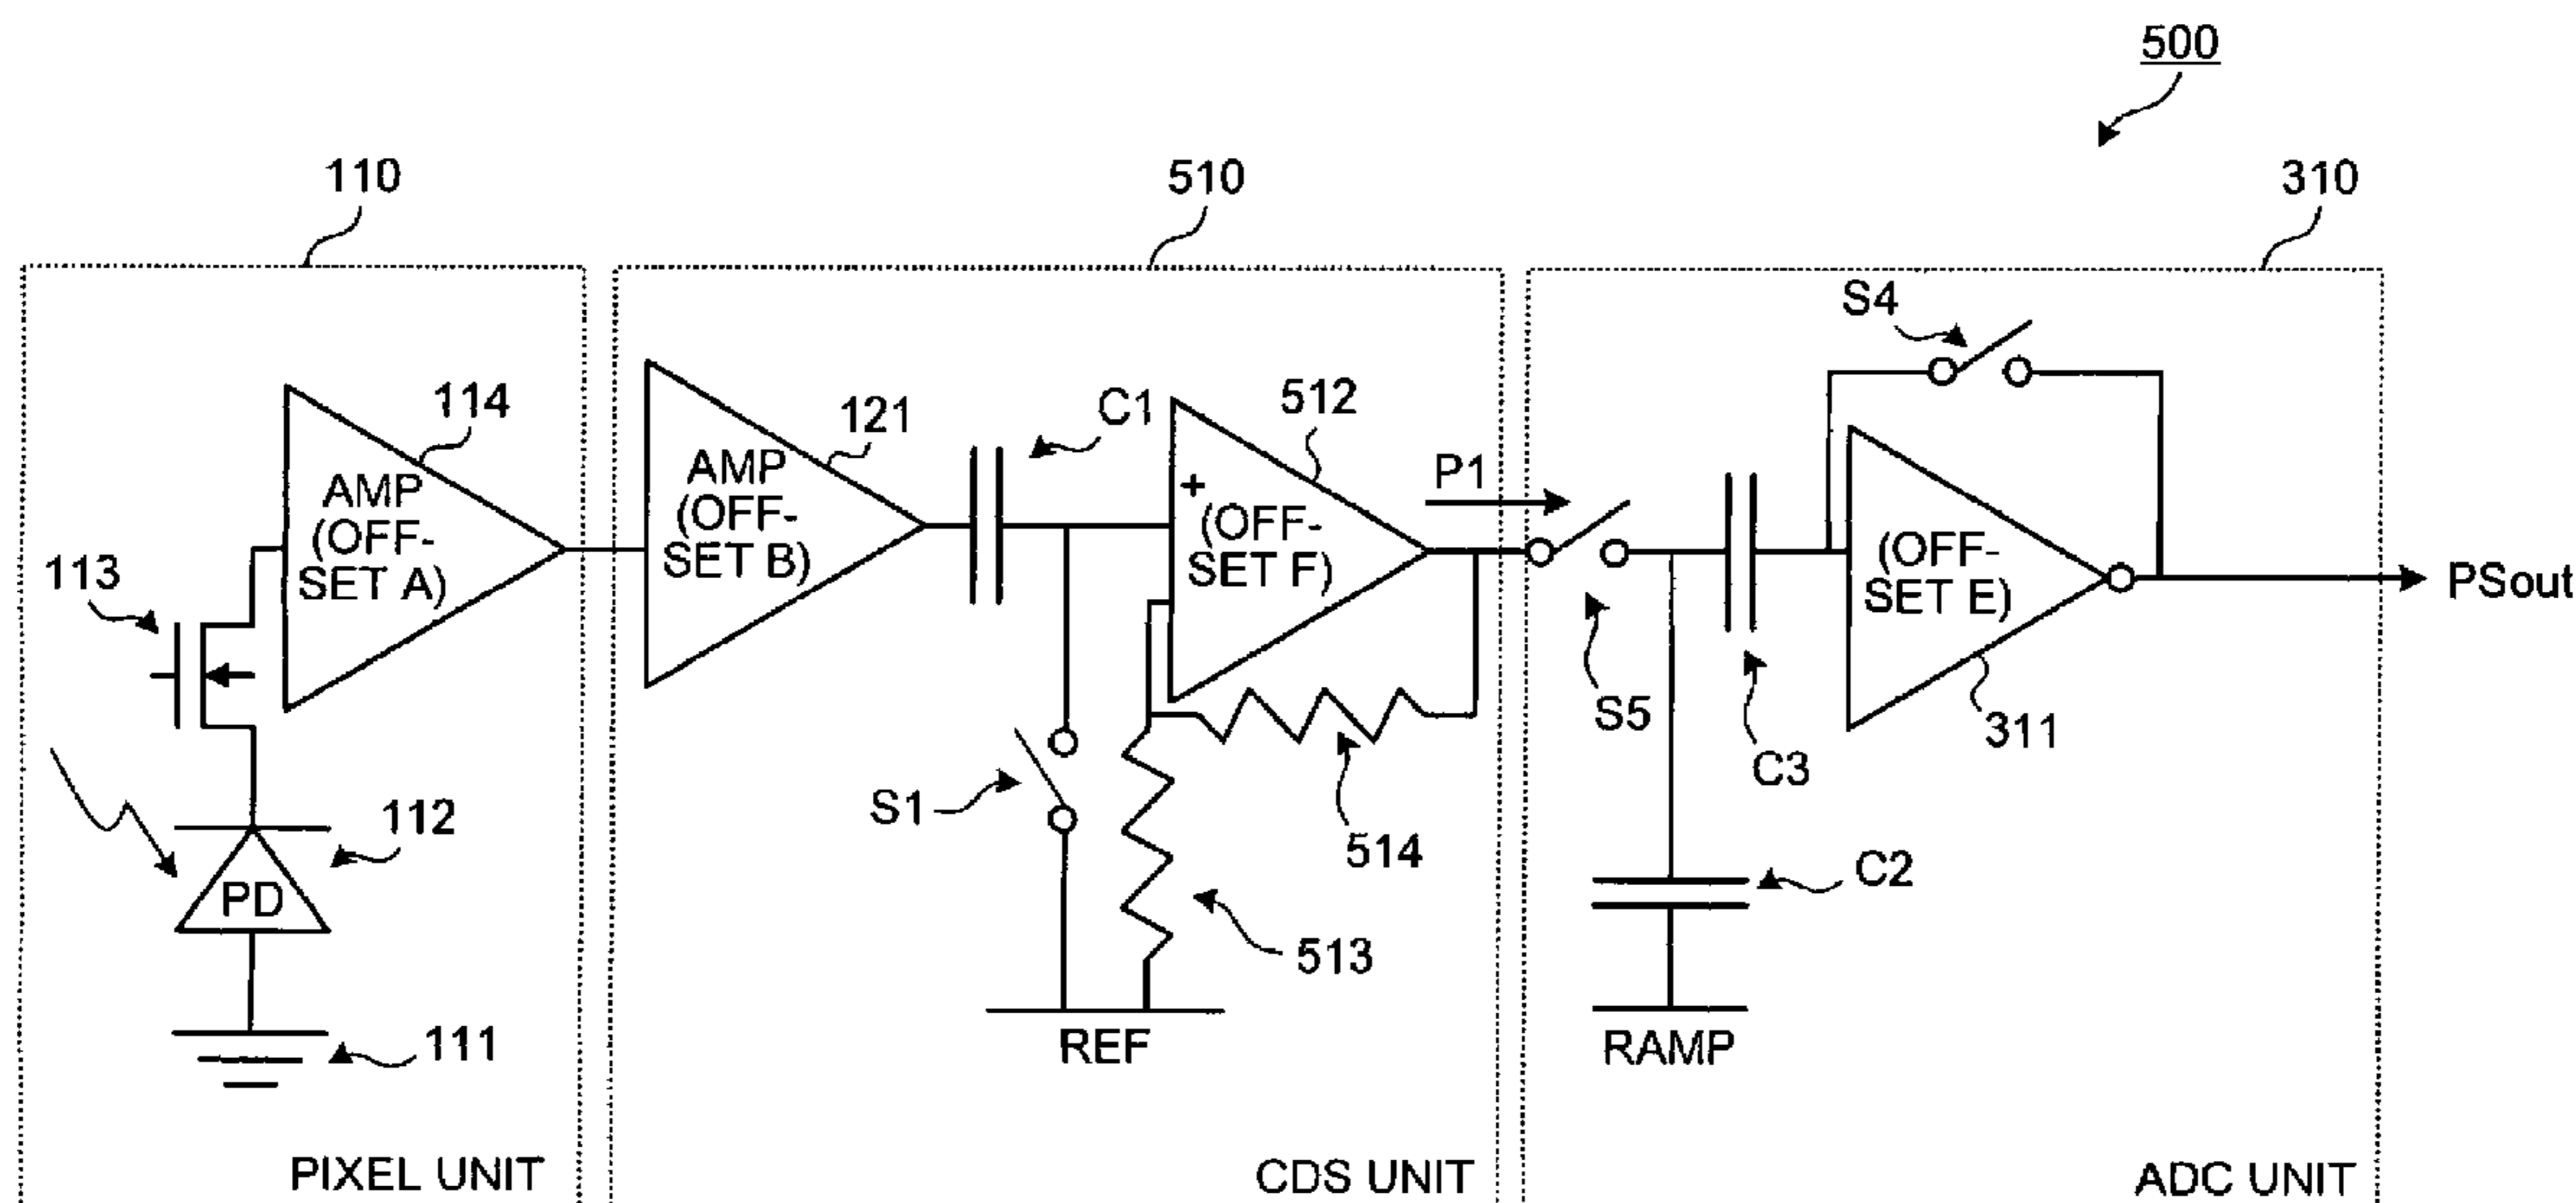 500
110
510
310
S4
114
AMP
(OFF-
SET A)
113
112
PD
111
PIXEL UNIT
121
AMP
(OFF-
SET B)
C1
512
+
(OFF-
SET F)
P1
S1
514
513
REF
CDS UNIT
S5
C3
(OFF-
SET E)
311
PSout
C2
RAMP
ADC UNIT